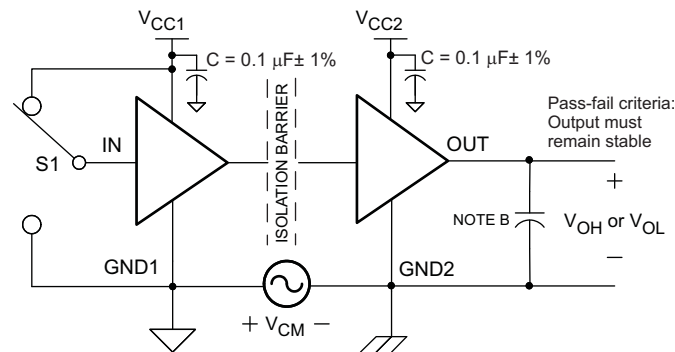 VCC1
VCC2
C = 0.1 μF± 1%
C = 0.1 μF± 1%
Pass-fail criteria:
Output must
remain stable
IN
OUT
S1
ISOLATION BARRIER
+
NOTE B
VOH or VOL
–
GND1
GND2
+ VCM –